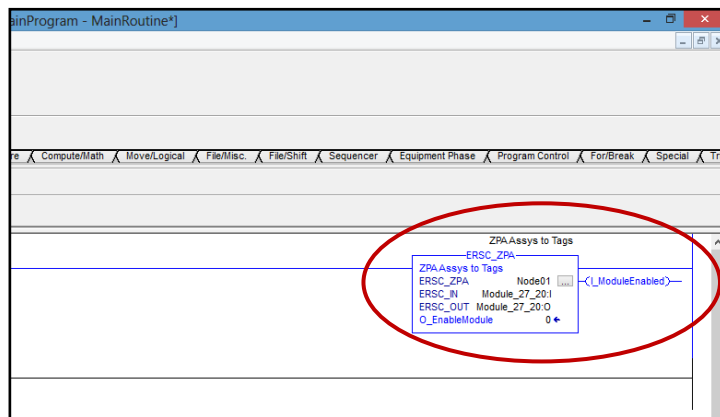 ainProgram - MainRoutine*]
re Compute/Math Move/Logical File/Misc. File/Shift Sequencer Equipment Phase Program Control For/Break Special Tr
ZPA Assys to Tags
ERSC_ZPA
ZPA Assys to Tags
ERSC_ZPA Node01 ... I_ModuleEnabled
ERSC_IN Module_27_20:I
ERSC_OUT Module_27_20:O
O_EnableModule 0